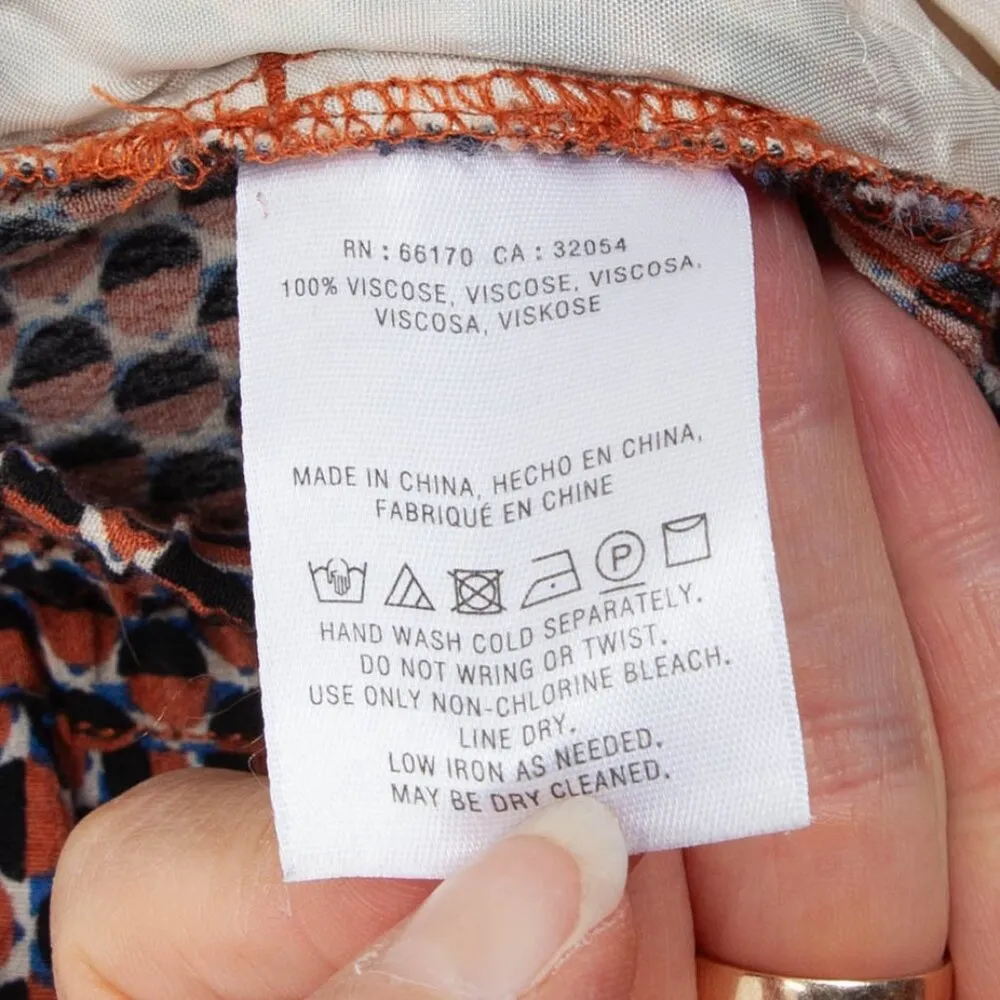 RN : 66170 CA : 32054
100% VISCOSE, VISCOSE, VISCOSA,
VISCOSA, VISKOSE
MADE IN CHINA, HECHO EN CHINA,
FABRIQUÉ EN CHINE
P
HAND WASH COLD SEPARATELY.
DO NOT WRING OR TWIST.
USE ONLY NON-CHLORINE BLEACH.
LINE DRY.
LOW IRON AS NEEDED.
MAY BE DRY CLEANED.